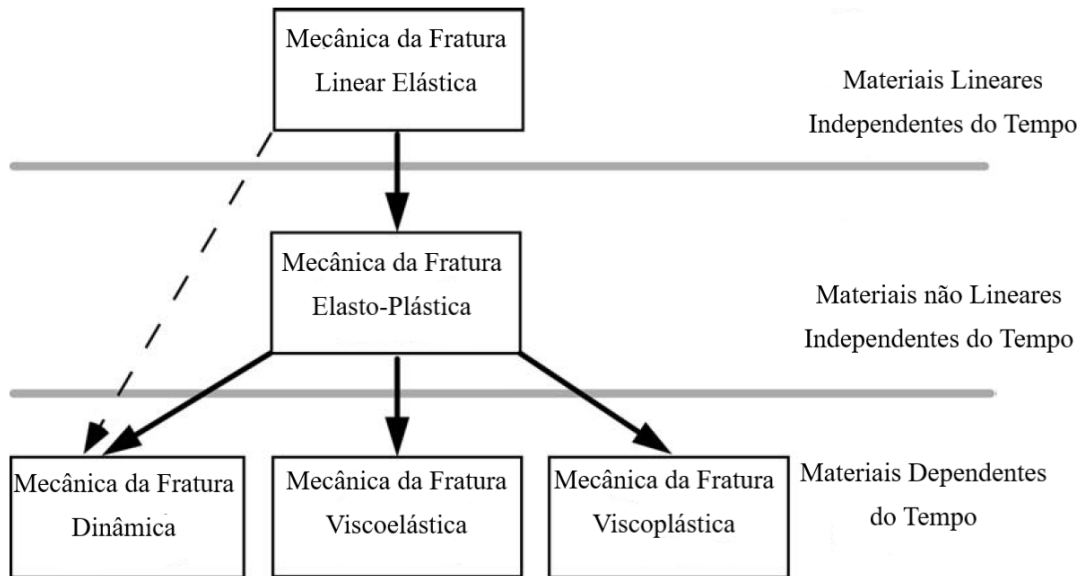 Mecânica da Fratura
Linear Elástica
Materiais Lineares
Independentes do Tempo
Mecânica da Fratura
Elasto-Plástica
Materiais não Lineares
Independentes do Tempo
Mecânica da Fratura
Dinâmica
Mecânica da Fratura
Viscoelástica
Mecânica da Fratura
Viscoplástica
Materiais Dependentes
do Tempo